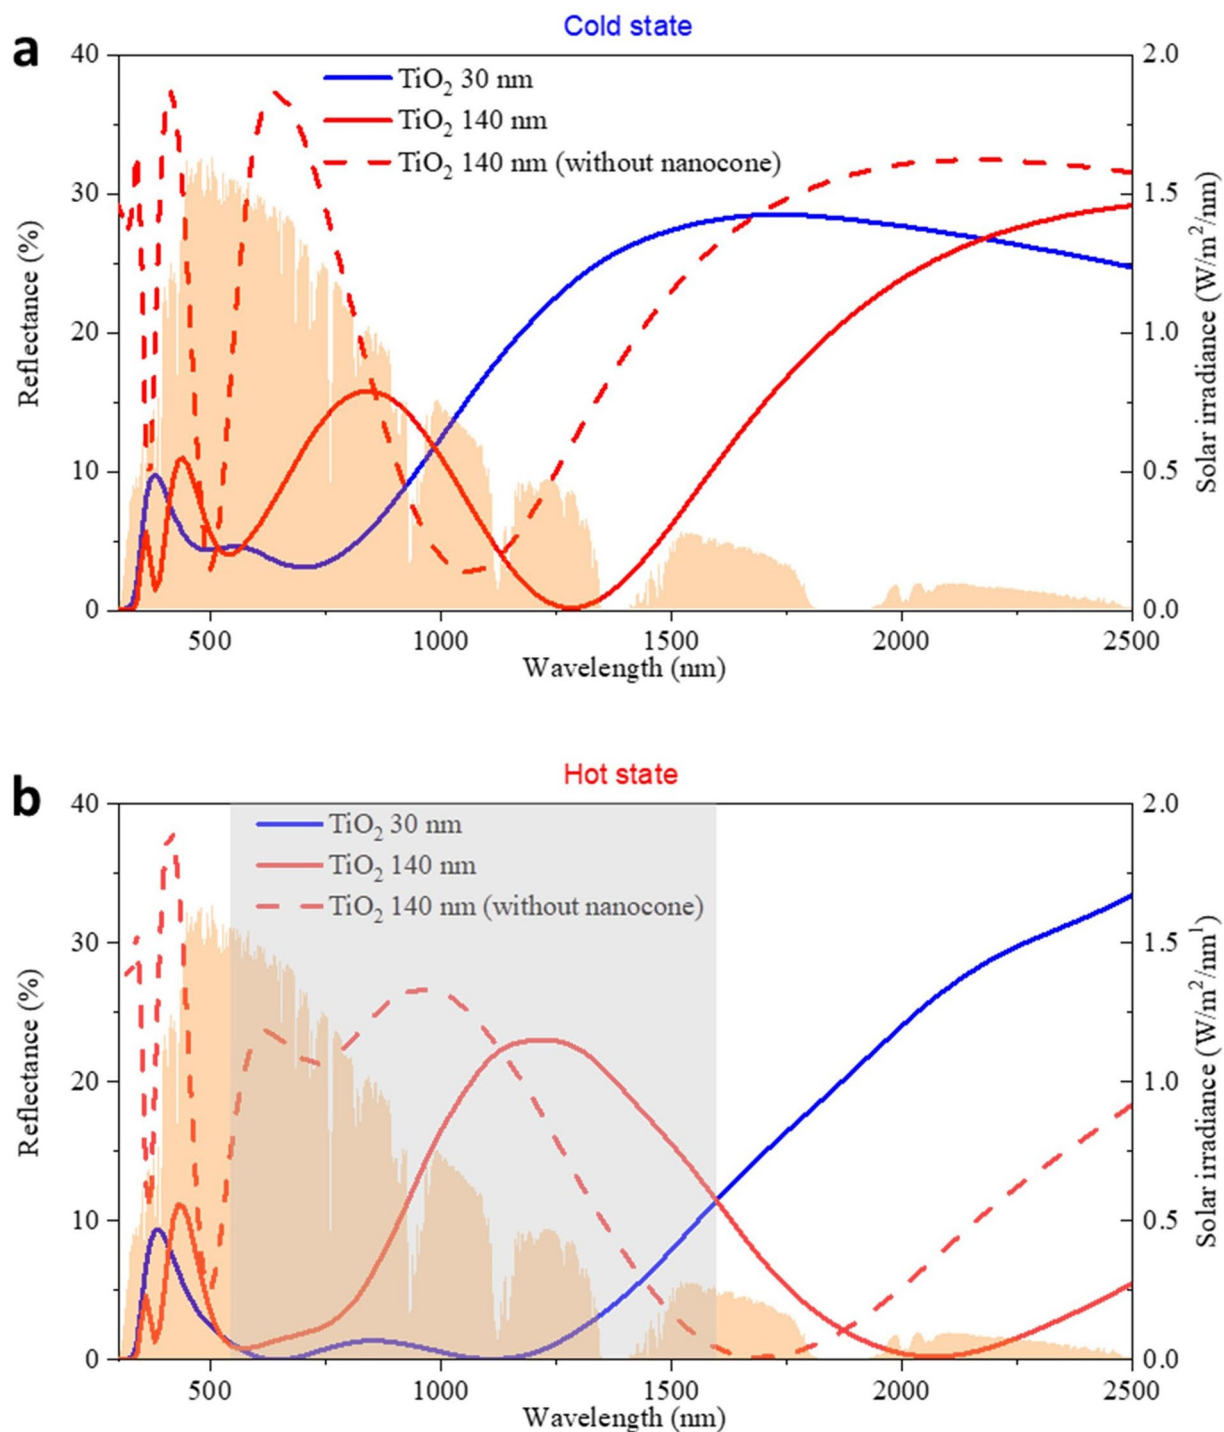 a
Cold state
TiO₂ 30 nm
TiO₂ 140 nm
TiO₂ 140 nm (without nanocone)
Reflectance (%)
40
30
20
10
0
Solar irradiance (W/m²/nm)
2.0
1.5
1.0
0.5
0.0
500 1000 1500 2000 2500
Wavelength (nm)
b
Hot state
TiO₂ 30 nm
TiO₂ 140 nm
TiO₂ 140 nm (without nanocone)
Reflectance (%)
40
30
20
10
0
Solar irradiance (W/m²/nm¹)
2.0
1.5
1.0
0.5
0.0
500 1000 1500 2000 2500
Wavelength (nm)